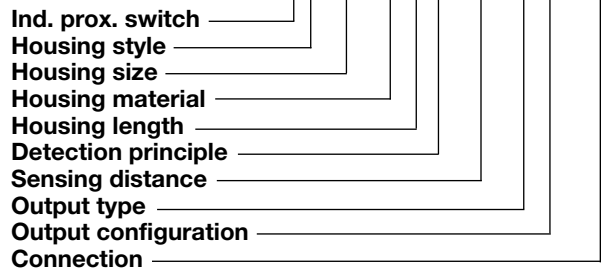 Ind. prox. switch
Housing style
Housing size
Housing material
Housing length
Detection principle
Sensing distance
Output type
Output configuration
Connection